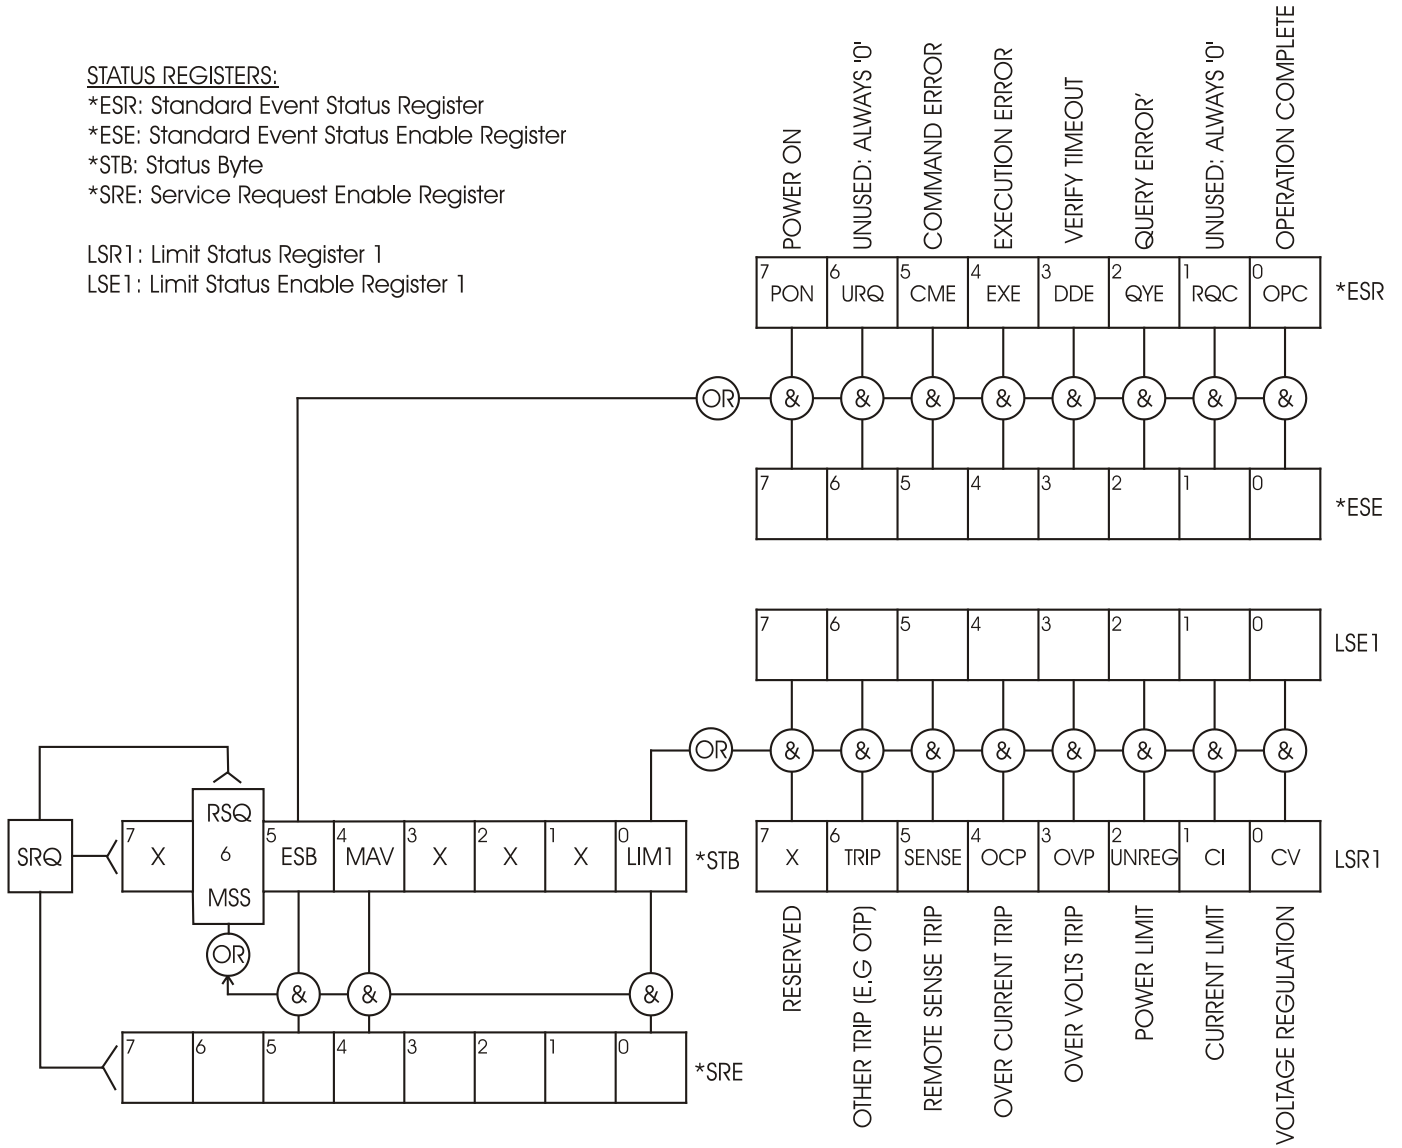 STATUS REGISTERS:
*ESR: Standard Event Status Register
*ESE: Standard Event Status Enable Register
*STB: Status Byte
*SRE: Service Request Enable Register
LSR1: Limit Status Register 1
LSE1: Limit Status Enable Register 1
POWER ON
UNUSED: ALWAYS '0'
COMMAND ERROR
EXECUTION ERROR
VERIFY TIMEOUT
QUERY ERROR'
UNUSED: ALWAYS '0'
OPERATION COMPLETE
7 6 5 4 3 2 1 0
PON URQ CME EXE DDE QYE RQC OPC *ESR
OR & & & & & & & &
7 6 5 4 3 2 1 0 *ESE
7 6 5 4 3 2 1 0 LSE1
OR & & & & & & & &
SRQ
RSQ
6
MSS
7 5 4 3 2 1 0
X ESB MAV X X X LIM1 *STB
7 6 5 4 3 2 1 0
X TRIP SENSE OCP OVP UNREG CI CV LSR1
OR
& & &
7 6 5 4 3 2 1 0 *SRE
RESERVED
OTHER TRIP (E.G OTP)
REMOTE SENSE TRIP
OVER CURRENT TRIP
OVER VOLTS TRIP
POWER LIMIT
CURRENT LIMIT
VOLTAGE REGULATION